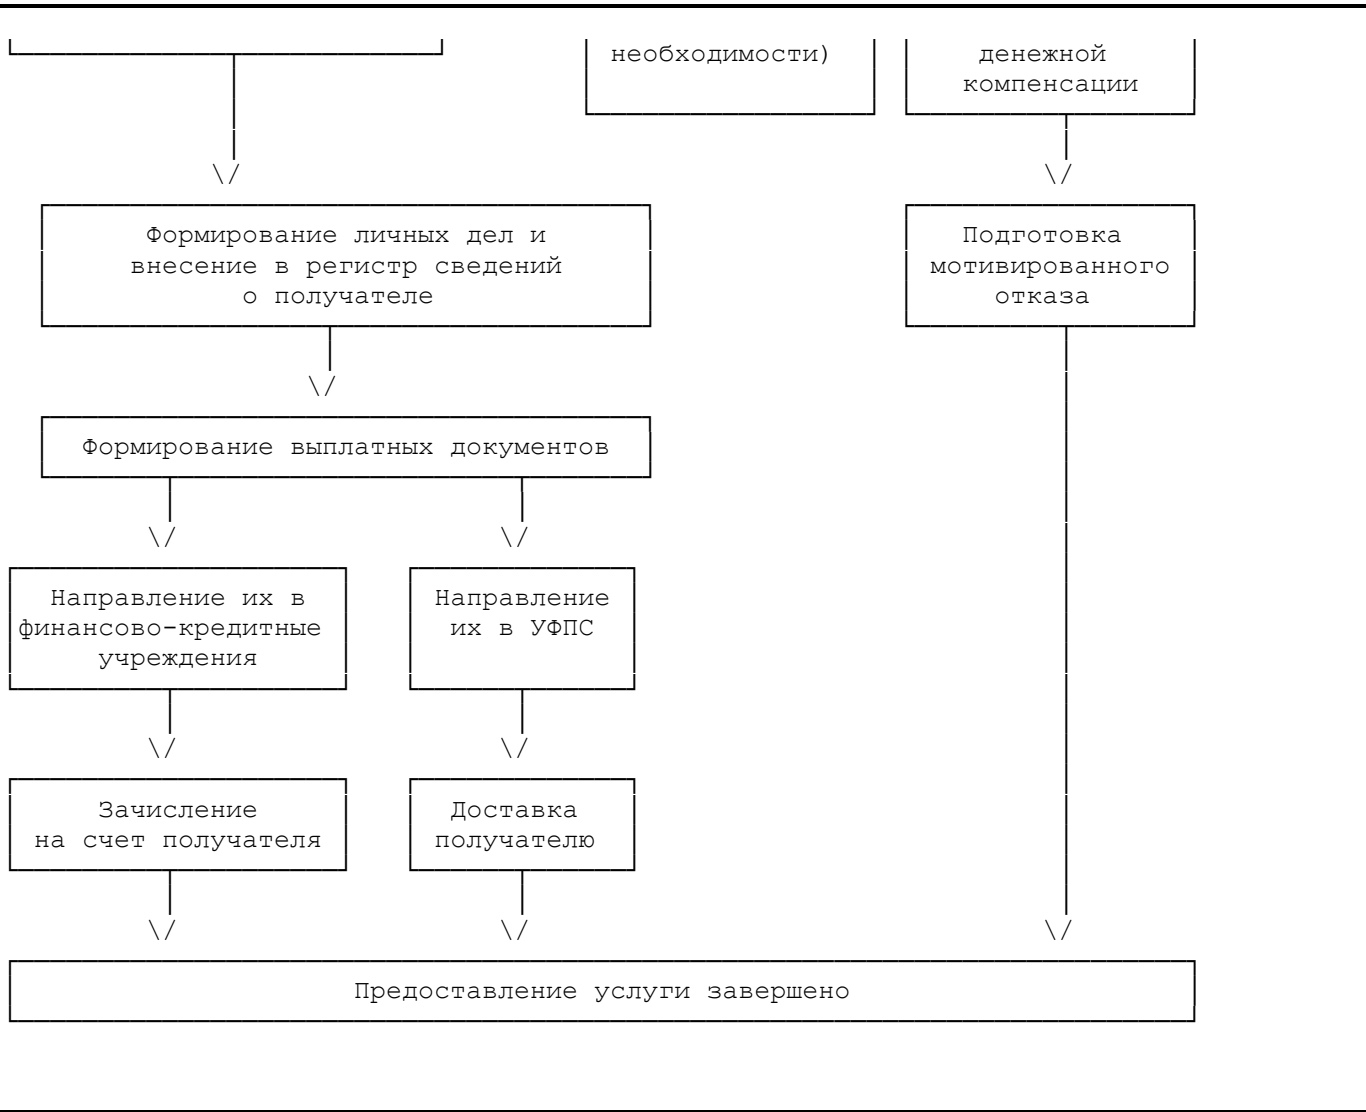 необходимости)
денежной
компенсации
Формирование личных дел и
внесение в регистр сведений
о получателе
Подготовка
мотивированного
отказа
Формирование выплатных документов
Направление их в
финансово-кредитные
учреждения
Направление
их в УФПС
Зачисление
на счет получателя
Доставка
получателю
Предоставление услуги завершено